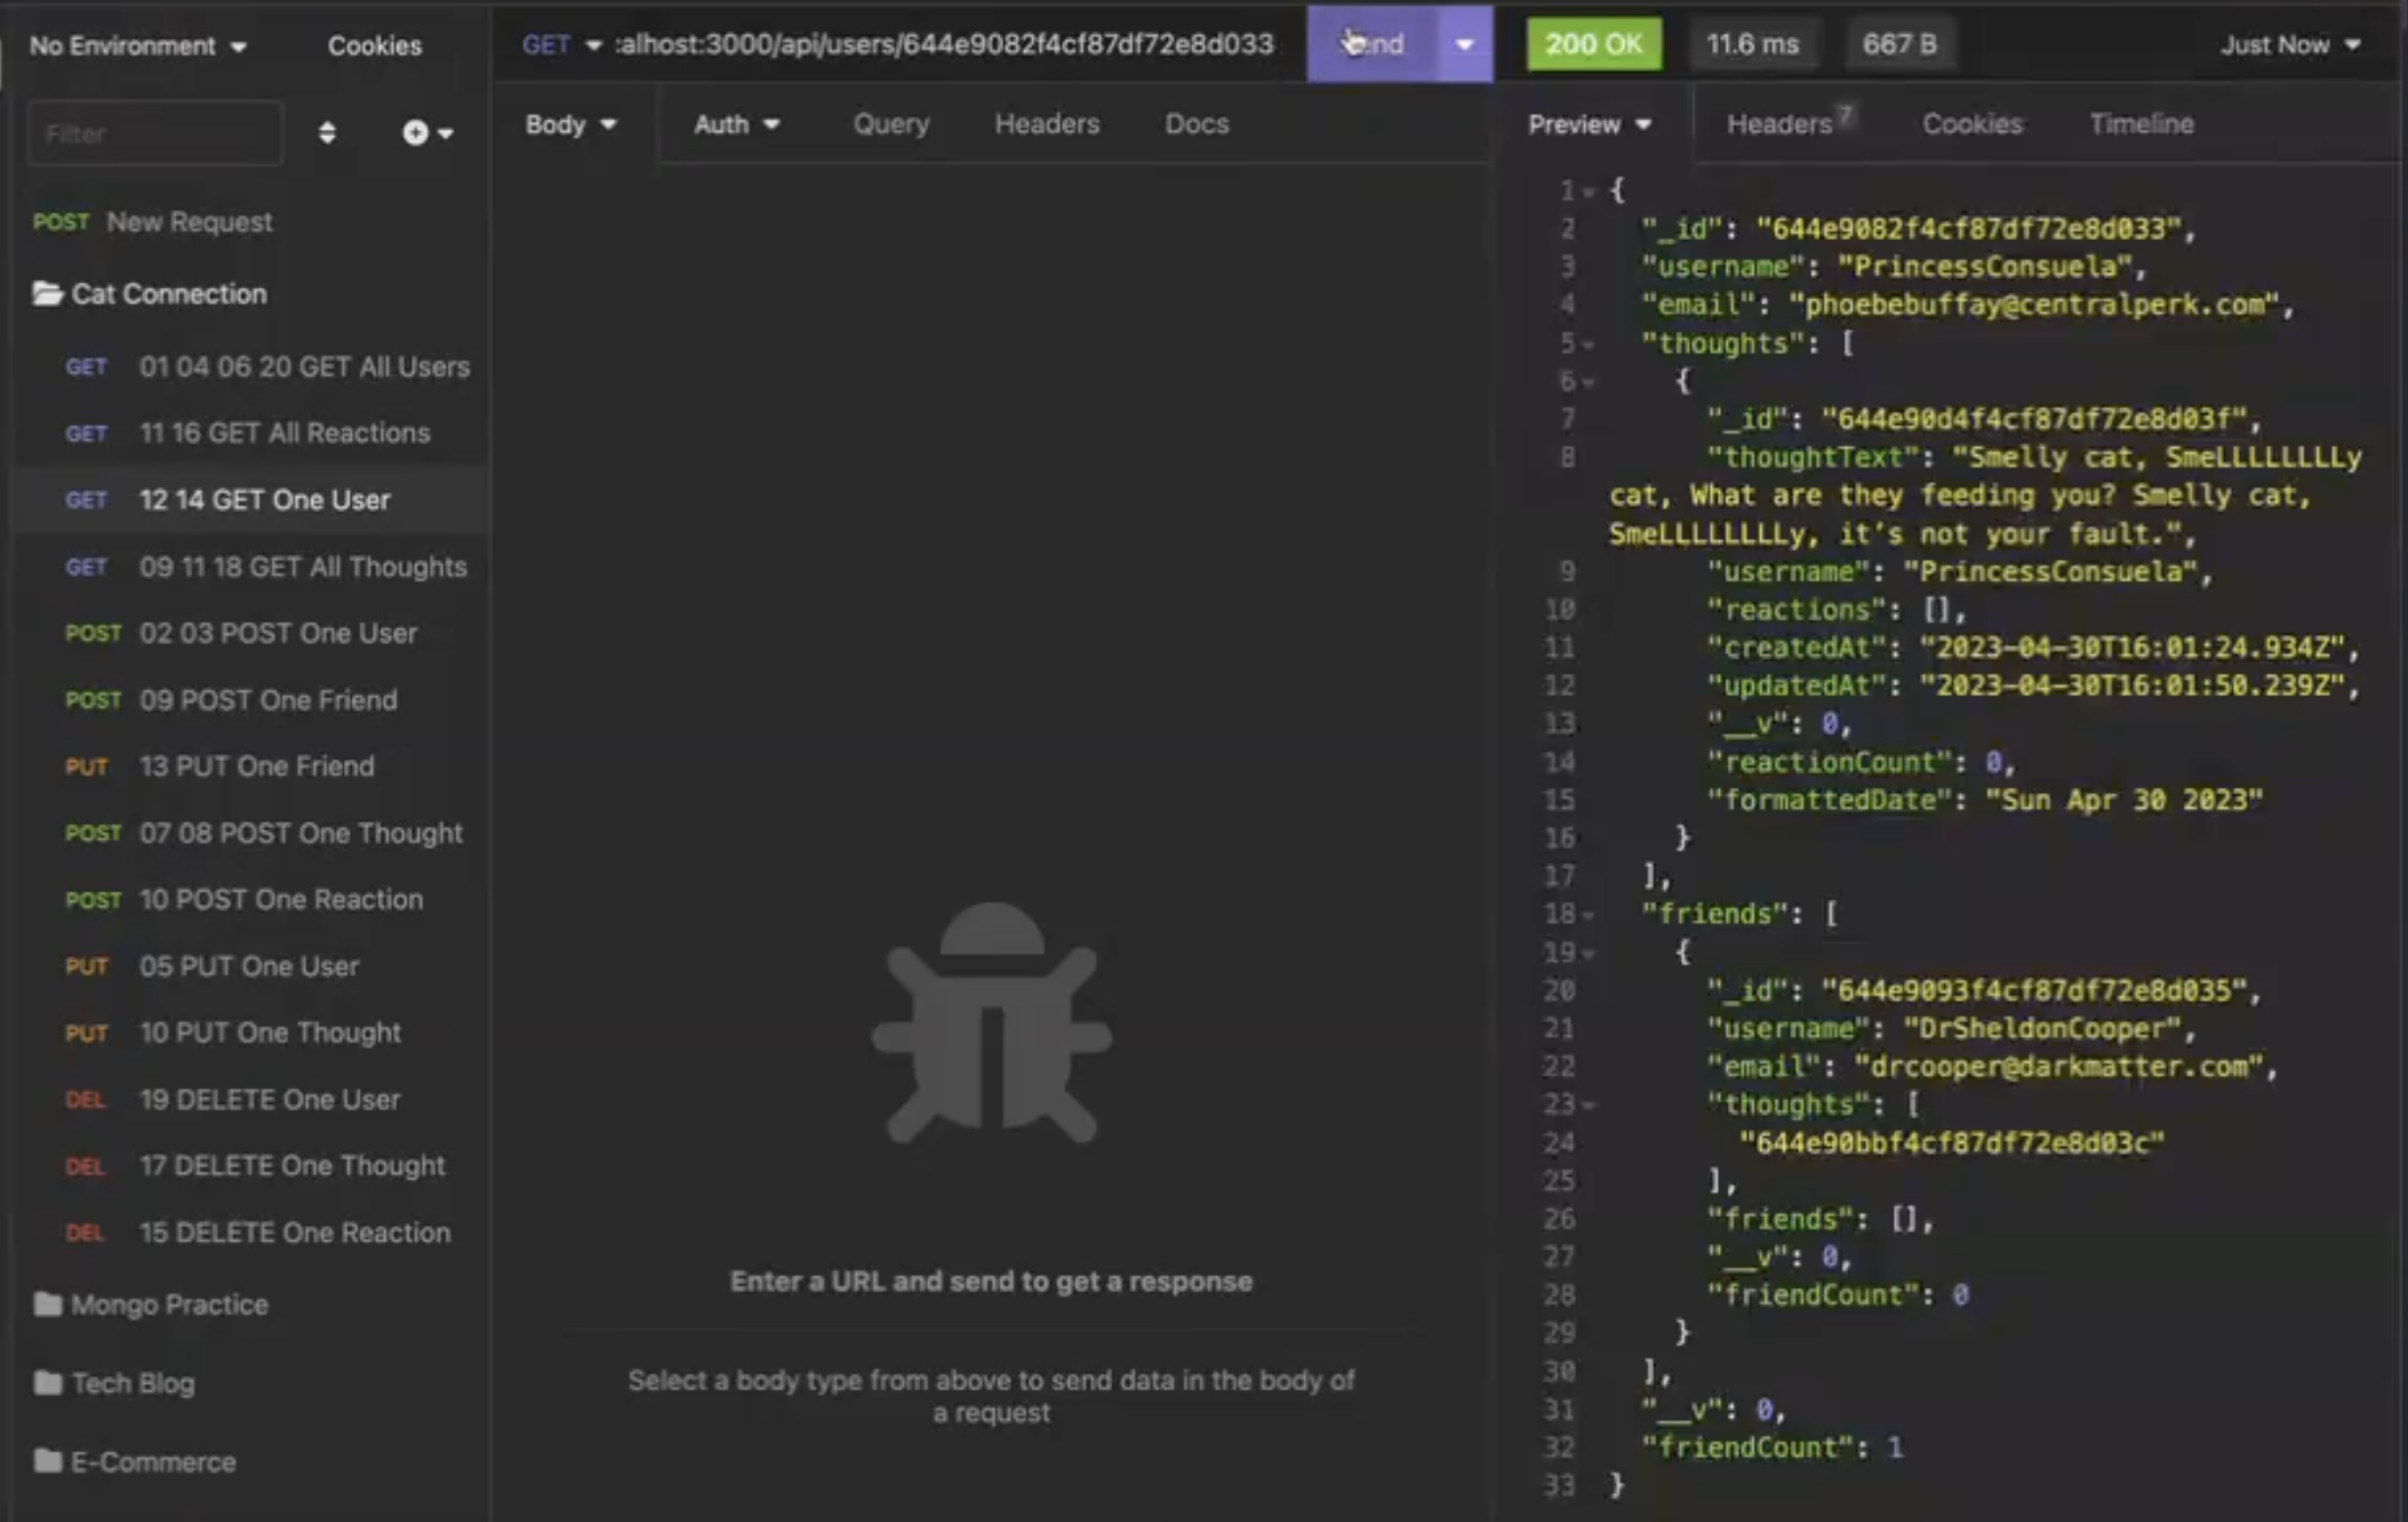 No Environment
Cookies
Filter
POST New Request
Cat Connection
GET 01 04 06 20 GET All Users
GET 11 16 GET All Reactions
GET 12 14 GET One User
GET 09 11 18 GET All Thoughts
POST 02 03 POST One User
POST 09 POST One Friend
PUT 13 PUT One Friend
POST 07 08 POST One Thought
POST 10 POST One Reaction
PUT 05 PUT One User
PUT 10 PUT One Thought
DEL 19 DELETE One User
DEL 17 DELETE One Thought
DEL 15 DELETE One Reaction
Mongo Practice
Tech Blog
E-Commerce
GET :alhost:3000/api/users/644e9082f4cf87df72e8d033
Body Auth Query Headers Docs
Enter a URL and send to get a response
Select a body type from above to send data in the body of
a request
200 OK 11.6 ms 667 B Just Now
Preview Headers 7 Cookies Timeline
1 {
2 "_id": "644e9082f4cf87df72e8d033",
3 "username": "PrincessConsuela",
4 "email": "phoebebuffay@centralperk.com",
5 "thoughts": [
6 {
7 "_id": "644e90d4f4cf87df72e8d03f",
8 "thoughtText": "Smelly cat, SmeLLLLLLLLy
cat, What are they feeding you? Smelly cat,
SmeLLLLLLLLy, it's not your fault.",
9 "username": "PrincessConsuela",
10 "reactions": [],
11 "createdAt": "2023-04-30T16:01:24.934Z",
12 "updatedAt": "2023-04-30T16:01:50.239Z",
13 "__v": 0,
14 "reactionCount": 0,
15 "formattedDate": "Sun Apr 30 2023"
16 }
17 ],
18 "friends": [
19 {
20 "_id": "644e9093f4cf87df72e8d035",
21 "username": "DrSheldonCooper",
22 "email": "drcooper@darkmatter.com",
23 "thoughts": [
24 "644e90bbf4cf87df72e8d03c"
25 ],
26 "friends": [],
27 "__v": 0,
28 "friendCount": 0
29 }
30 ],
31 "__v": 0,
32 "friendCount": 1
33 }